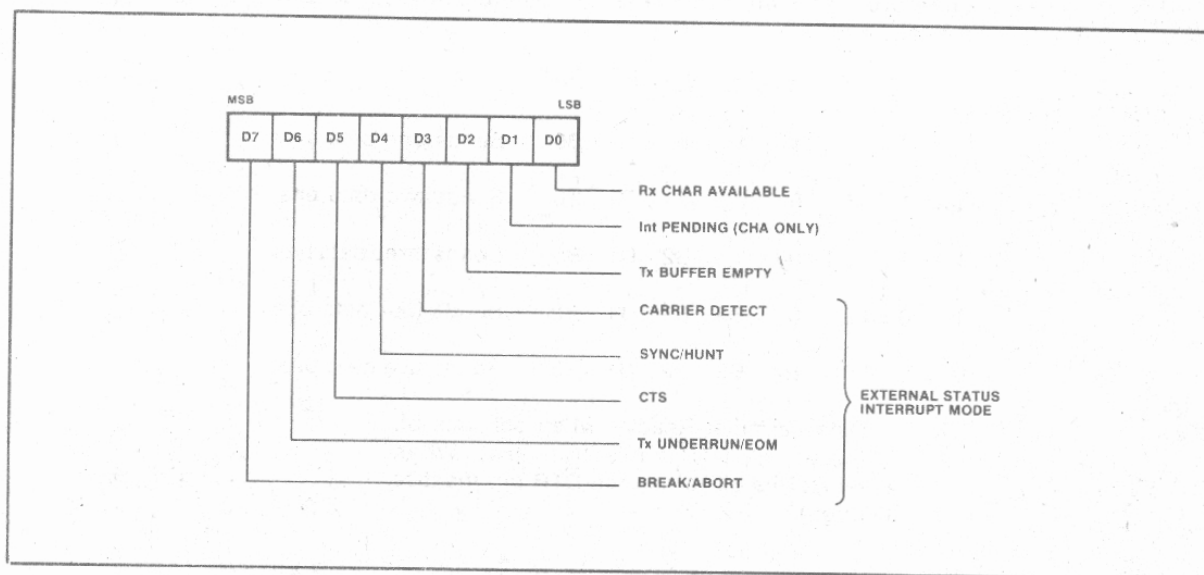 MSB LSB
D7 D6 D5 D4 D3 D2 D1 D0
Rx CHAR AVAILABLE
Int PENDING (CHA ONLY)
Tx BUFFER EMPTY
CARRIER DETECT
SYNC/HUNT
CTS
Tx UNDERRUN/EOM
BREAK/ABORT
EXTERNAL STATUS
INTERRUPT MODE